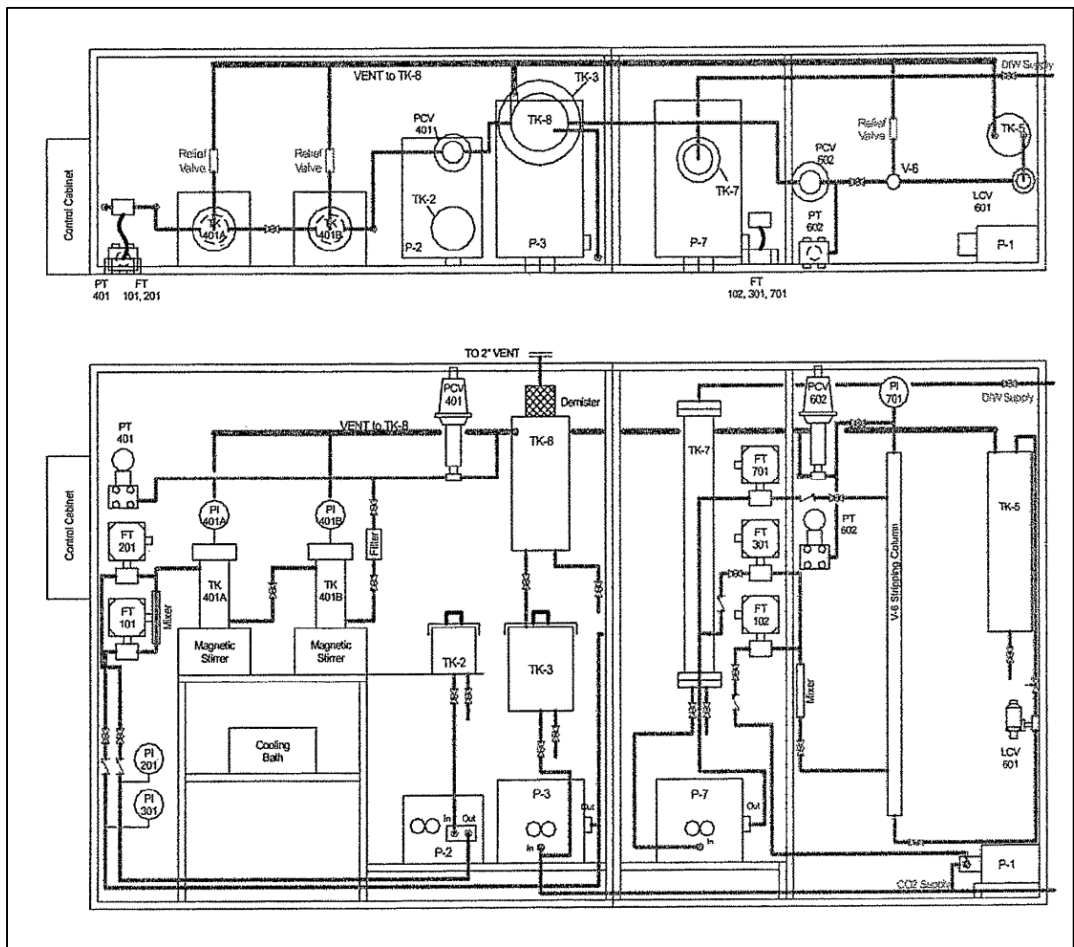 VENT to TK-8
TK-3
DIW Supply
TK-8
PCV
401
TK-5
Relief
Valve
Relief
Valve
Relief
Valve
PCV
602
Control Cabinet
TK-2
TK-7
V-6
TK
401A
TK
401B
LCV
601
P-2
P-3
P-7
PT
602
P-1
PT
401
FT
101, 201
FT
102, 301, 701
TO 2" VENT
PCV
401
Demister
PCV
602
PI
701
DIW Supply
VENT to TK-8
PT
401
TK-8
TK-7
FT
701
Control Cabinet
PI
401A
PI
401B
TK-5
FT
201
Filter
FT
301
PT
602
V-6 Stripping Column
TK
401A
TK
401B
FT
101
Mixer
FT
102
Magnetic
Stirrer
Magnetic
Stirrer
TK-2
TK-3
Mixer
LCV
601
Cooling
Bath
PI
201
PI
301
P-3
Out
P-7
Out
In
Out
P-2
In
In
P-1
CO2 Supply